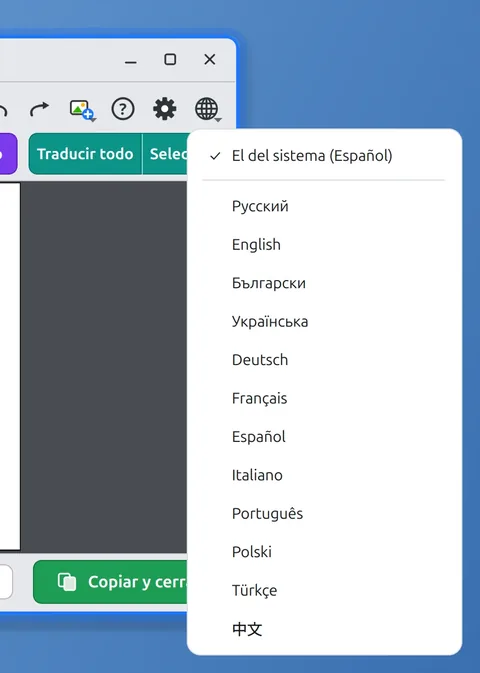 Traducir todo
El del sistema (Español)
Русский
English
Български
Українська
Deutsch
Français
Español
Italiano
Português
Polski
Türkçe
中文
Copiar y